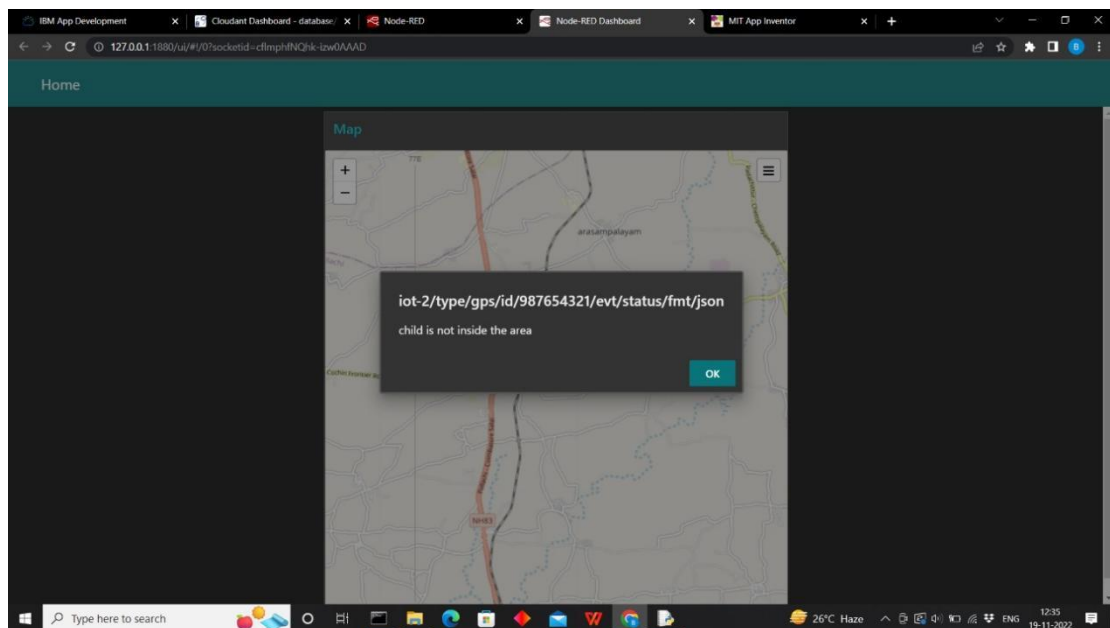 IBM App Development
Cloudant Dashboard - database/
Node-RED
Node-RED Dashboard
MIT App Inventor
127.0.0.1:1880/ui/#!/0?socketid=
B
Home
Map
+
−
778
arasampalayam
iot-2/type/gps/id/987654321/evt/status/fmt/json
child is not inside the area
OK
NH83
Type here to search
26°C Haze
ENG
12:35
19-11-2022